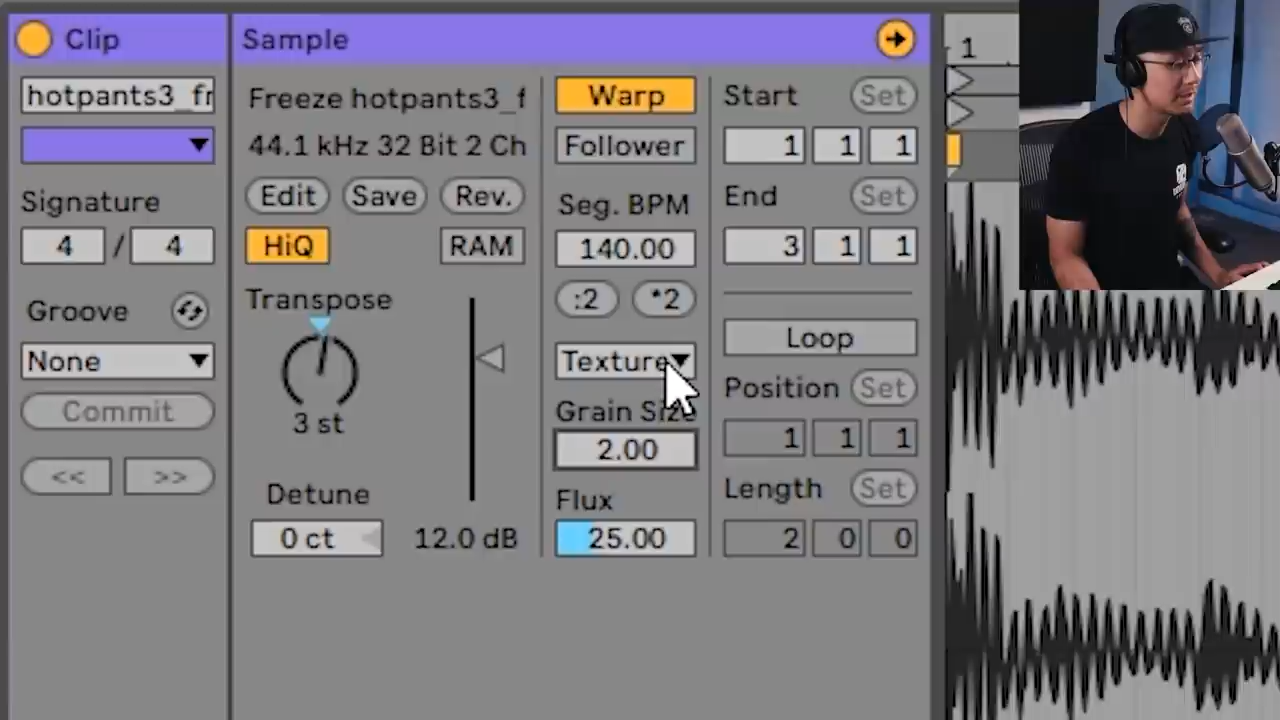 Clip
hotpants3_fr
Signature
4 / 4
Groove
None
Commit
<< >>
Sample
Freeze hotpants3_f
44.1 kHz 32 Bit 2 Ch
Edit Save Rev.
HiQ RAM
Transpose
3 st
Detune
0 ct 12.0 dB
Warp
Follower
Seg. BPM
140.00
:2 *2
Texture
Grain Size
2.00
Flux
25.00
Start Set
1 1 1
End Set
3 1 1
Loop
Position Set
1 1 1
Length Set
2 0 0
1